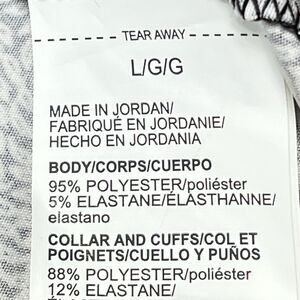 TEAR AWAY
L/G/G
MADE IN JORDAN/
FABRIQUÉ EN JORDANIE/
HECHO EN JORDANIA
BODY/CORPS/CUERPO
95% POLYESTER/poliéster
5% ELASTANE/ÉLASTHANNE/
elastano
COLLAR AND CUFFS/COL ET
POIGNETS/CUELLO Y PUÑOS
88% POLYESTER/poliéster
12% ELASTANE/